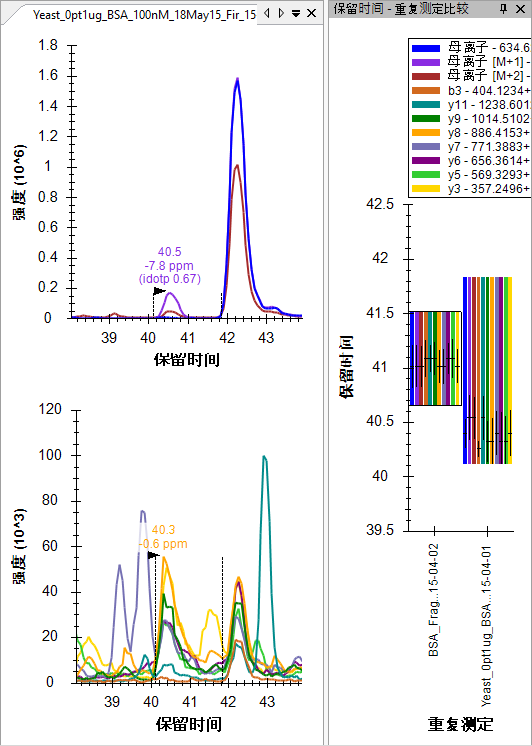 Yeast_0pt1ug_BSA_100nM_18May15_Fir_15
1.8
1.6
1.4
1.2
1
0.8
0.6
0.4
0.2
0
强度 (10^6)
40.5
-7.8 ppm
(idotp 0.67)
39
40
41
42
43
保留时间
120
100
80
60
40
20
0
强度 (10^3)
40.3
-0.6 ppm
39
40
41
42
43
保留时间
保留时间 - 重复测定比较
母离子 - 634.6
母离子 [M+1] -
母离子 [M+2] -
b3 - 404.1234+
y11 - 1238.601
y9 - 1014.5102
y8 - 886.4153+
y7 - 771.3883+
y6 - 656.3614+
y5 - 569.3293+
y3 - 357.2496+
42.5
42
41.5
41
40.5
40
39.5
保留时间
BSA_Frag...15-04-02
Yeast_0pt1ug_BSA...15-04-01
重复测定